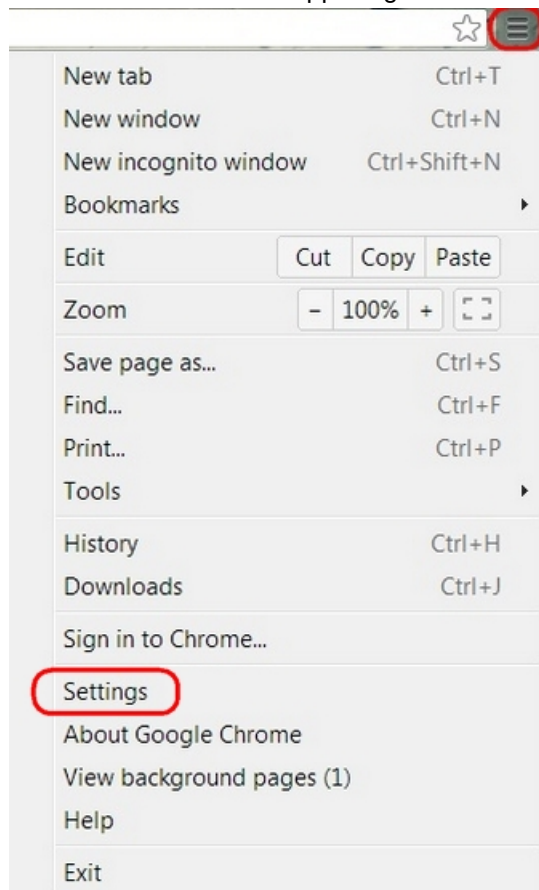 New tab Ctrl+T
New window Ctrl+N
New incognito window Ctrl+Shift+N
Bookmarks
Edit Cut Copy Paste
Zoom - 100% +
Save page as... Ctrl+S
Find... Ctrl+F
Print... Ctrl+P
Tools
History Ctrl+H
Downloads Ctrl+J
Sign in to Chrome...
Settings
About Google Chrome
View background pages (1)
Help
Exit